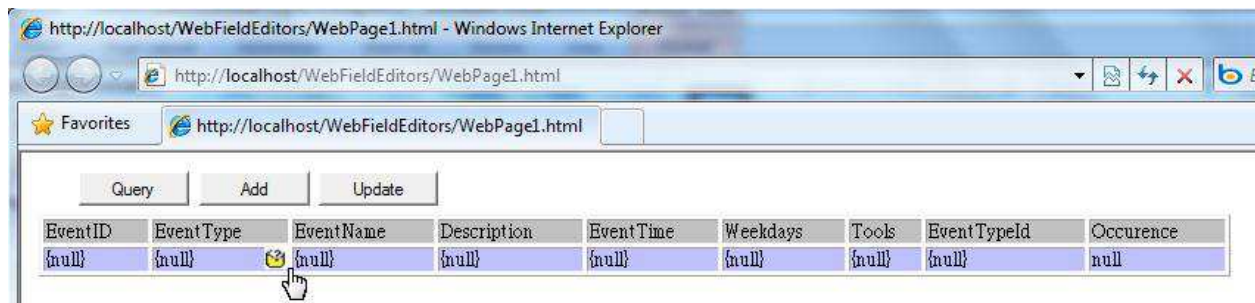 http://localhost/WebFieldEditors/WebPage1.html - Windows Internet Explorer
http://localhost/WebFieldEditors/WebPage1.html
Favorites http://localhost/WebFieldEditors/WebPage1.html
Query Add Update
EventID EventType EventName Description EventTime Weekdays Tools EventTypeId Occurence
{null} {null} {null} {null} {null} {null} {null} {null} null